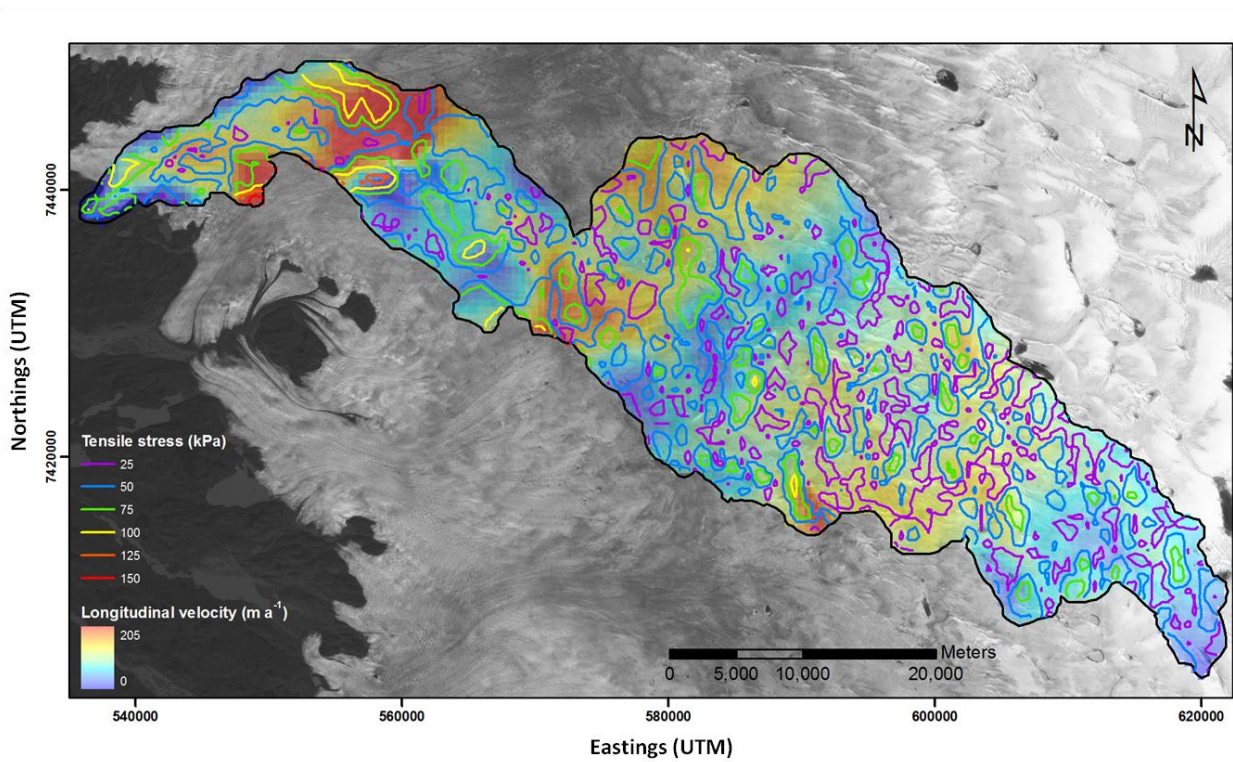 N
7440000
7420000
Northings (UTM)
Tensile stress (kPa)
25
50
75
100
125
150
Longitudinal velocity (m a⁻¹)
205
0
Meters
0 5,000 10,000 20,000
540000 560000 580000 600000 620000
Eastings (UTM)